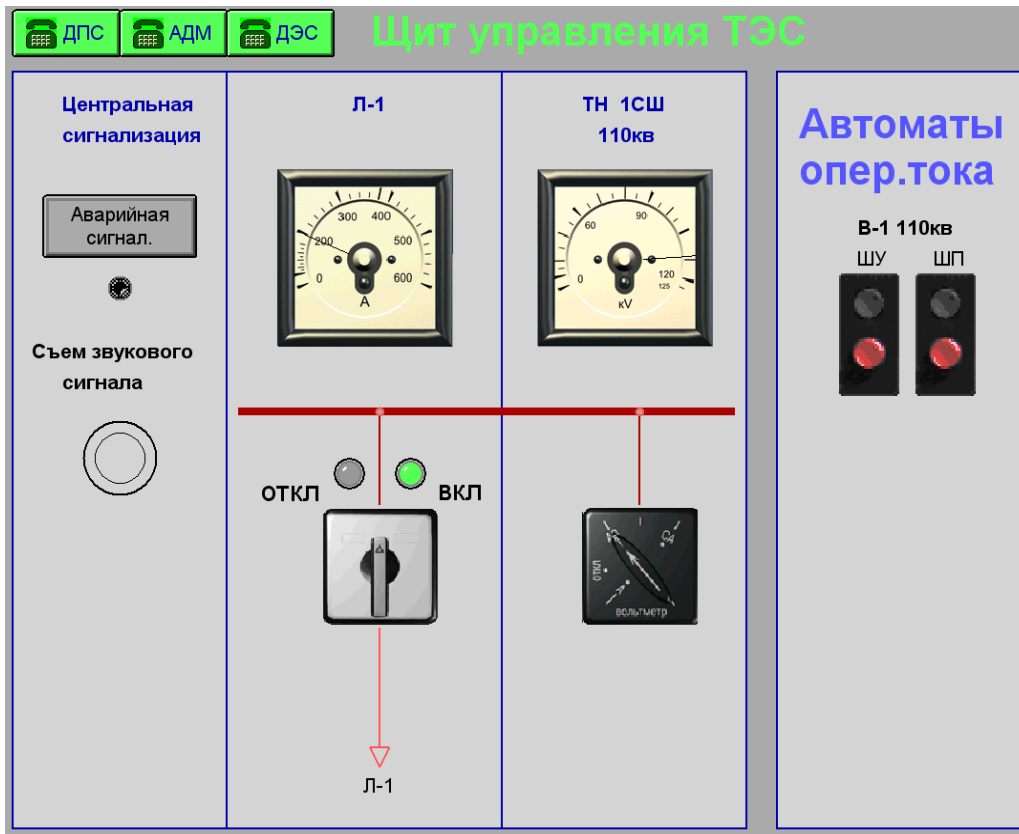 ДПС
АДМ
ДЭС
Щит управления ТЭС
Центральная
сигнализация
Аварийная
сигнал.
Съем звукового
сигнала
Л-1
0
200
300
400
500
600
A
ТН 1СШ
110кв
0
60
90
120
125
кV
ОТКЛ
ВКЛ
СА
ОТКЛ
ВОЛЬТМЕТР
Л-1
Автоматы
опер.тока
В-1 110кв
ШУ
ШП